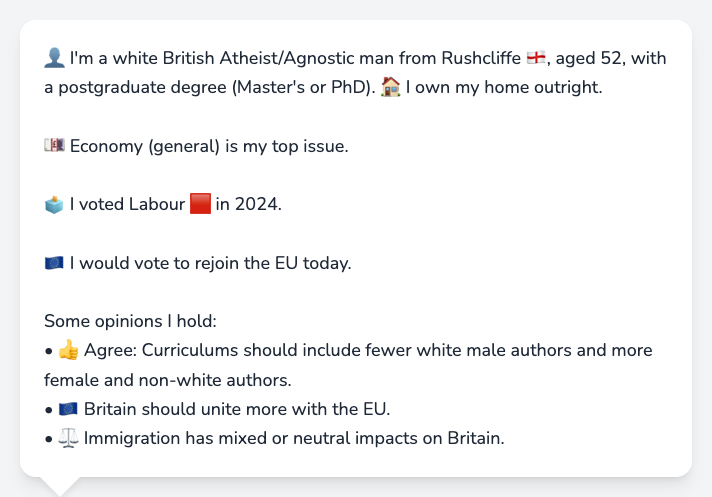 👤 I'm a white British Atheist/Agnostic man from Rushcliffe 🏴󠁧󠁢󠁥󠁮󠁧󠁿, aged 52, with
a postgraduate degree (Master's or PhD). 🏠 I own my home outright.
💷 Economy (general) is my top issue.
🗳️ I voted Labour 🟥 in 2024.
🇪🇺 I would vote to rejoin the EU today.
Some opinions I hold:
• 👍 Agree: Curriculums should include fewer white male authors and more
female and non-white authors.
• 🇪🇺 Britain should unite more with the EU.
• ⚖️ Immigration has mixed or neutral impacts on Britain.